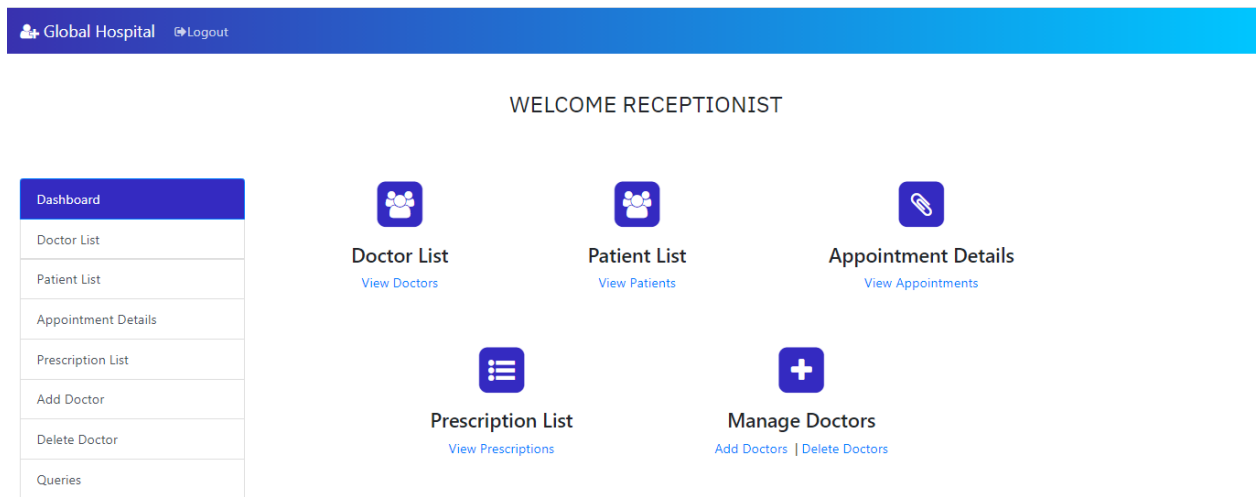 Global Hospital Logout
WELCOME RECEPTIONIST
Dashboard
Doctor List
Patient List
Appointment Details
Prescription List
Add Doctor
Delete Doctor
Queries
Doctor List
View Doctors
Patient List
View Patients
Appointment Details
View Appointments
Prescription List
View Prescriptions
Manage Doctors
Add Doctors | Delete Doctors